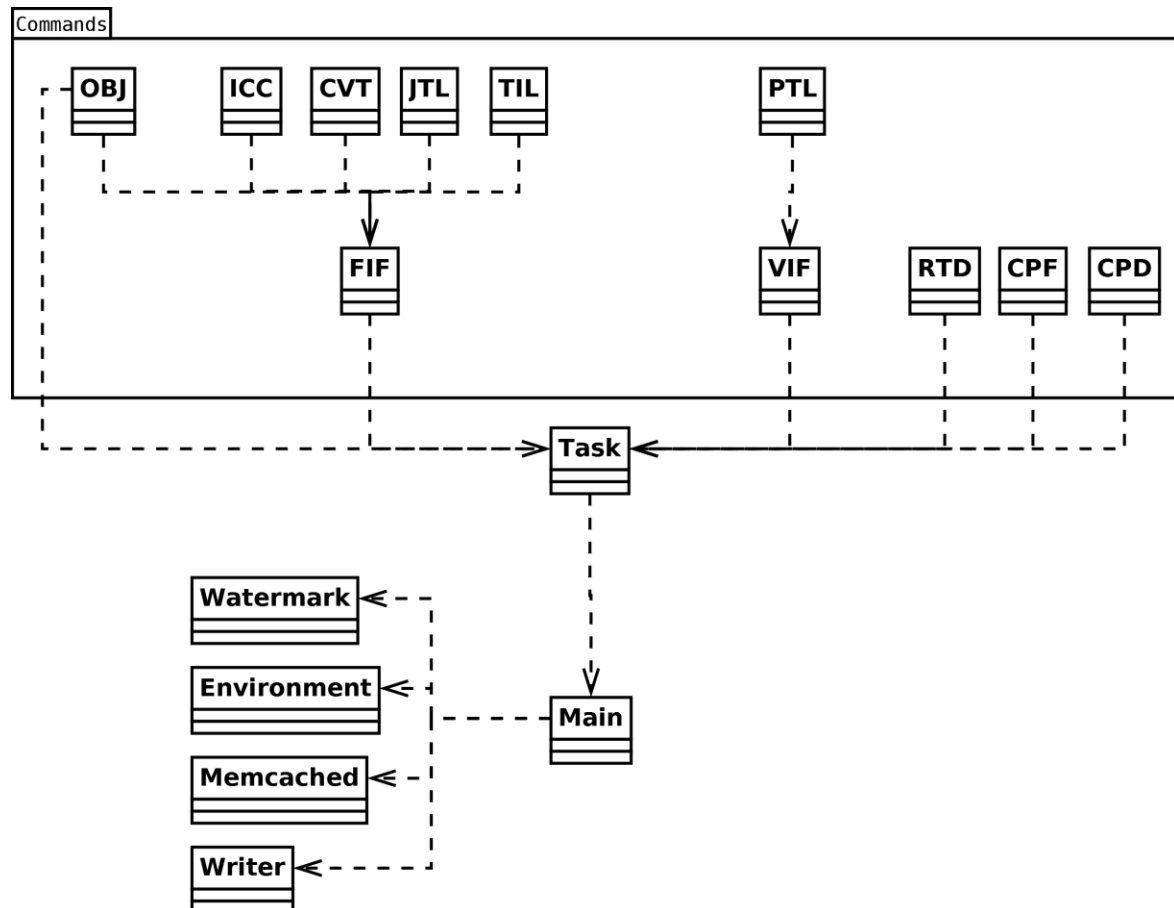 Commands
OBJ ICC CVT JTL TIL PTL
FIF VIF RTD CPF CPD
Task
Watermark
Environment
Main
Memcached
Writer